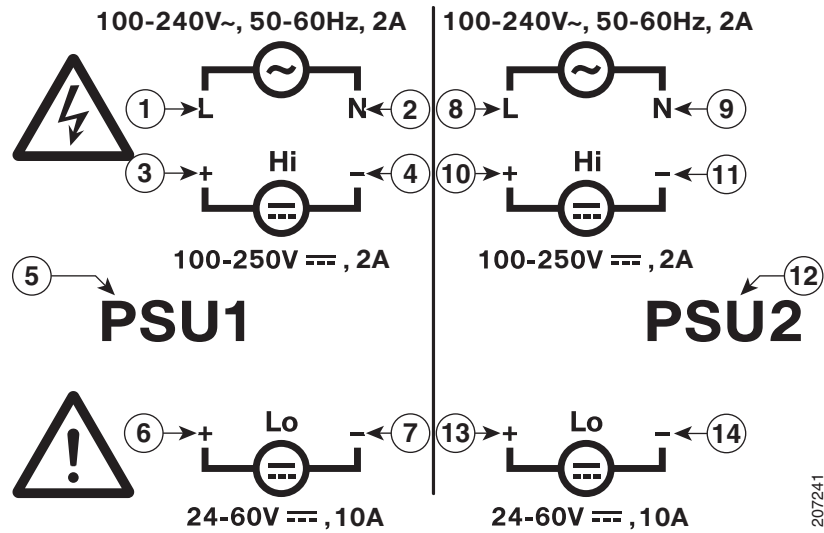 100-240V~, 50-60Hz, 2A
100-240V~, 50-60Hz, 2A
1 L N 2
8 L N 9
Hi
Hi
3 + − 4
10 + − 11
100-250V ⎓ , 2A
100-250V ⎓ , 2A
5
12
PSU1
PSU2
Lo
Lo
6 + − 7
13 + − 14
24-60V ⎓ , 10A
24-60V ⎓ , 10A
207241